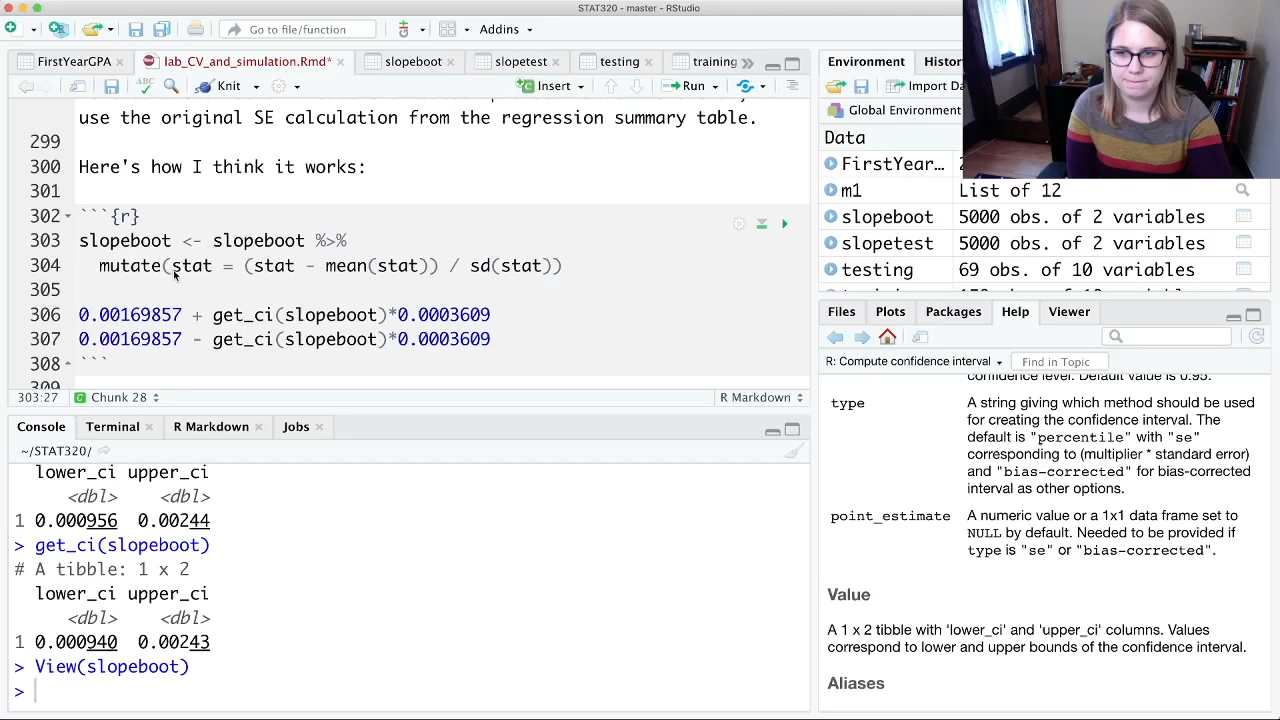 STAT320 - master - RStudio
Go to file/function
Addins
FirstYearGPA
lab_CV_and_simulation.Rmd*
slopeboot
slopetest
testing
training
ABC
Knit
Insert
Run
use the original SE calculation from the regression summary table.
299
300 Here's how I think it works:
301
302 ```{r}
303 slopeboot <- slopeboot %>%
304 mutate(stat = (stat - mean(stat)) / sd(stat))
305
306 0.00169857 + get_ci(slopeboot)*0.0003609
307 0.00169857 - get_ci(slopeboot)*0.0003609
308 ```
309
303:27 Chunk 28 R Markdown
Console Terminal R Markdown Jobs
~/STAT320/
lower_ci upper_ci
<dbl> <dbl>
1 0.000956 0.00244
> get_ci(slopeboot)
# A tibble: 1 x 2
lower_ci upper_ci
<dbl> <dbl>
1 0.000940 0.00243
> View(slopeboot)
>
Environment Histor
Import Da
Global Environment
Data
FirstYear…
m1 List of 12
slopeboot 5000 obs. of 2 variables
slopetest 5000 obs. of 2 variables
testing 69 obs. of 10 variables
Files Plots Packages Help Viewer
R: Compute confidence interval Find in Topic
confidence level. Default value is 0.95.
type A string giving which method should be used
for creating the confidence interval. The
default is "percentile" with "se"
corresponding to (multiplier * standard error)
and "bias-corrected" for bias-corrected
interval as other options.
point_estimate A numeric value or a 1x1 data frame set to
NULL by default. Needed to be provided if
type is "se" or "bias-corrected".
Value
A 1 x 2 tibble with 'lower_ci' and 'upper_ci' columns. Values
correspond to lower and upper bounds of the confidence interval.
Aliases